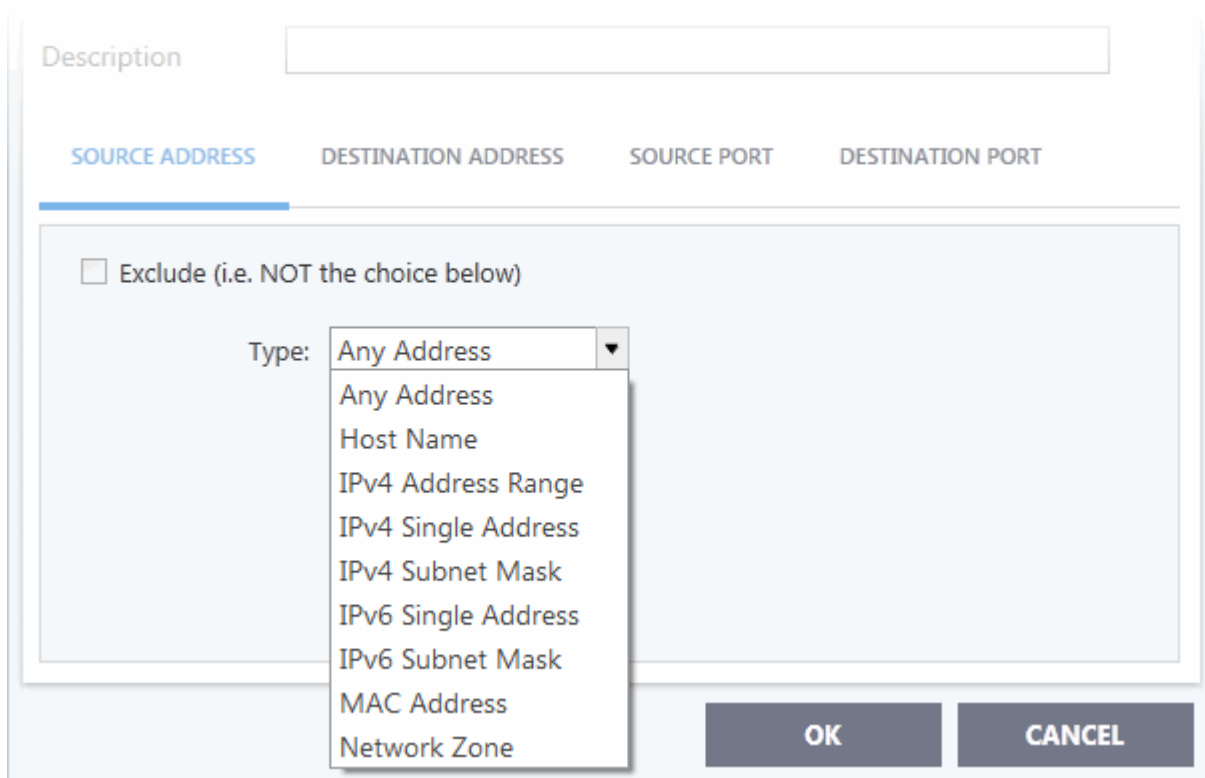 Description
SOURCE ADDRESS DESTINATION ADDRESS SOURCE PORT DESTINATION PORT
Exclude (i.e. NOT the choice below)
Type: Any Address
Any Address
Host Name
IPv4 Address Range
IPv4 Single Address
IPv4 Subnet Mask
IPv6 Single Address
IPv6 Subnet Mask
MAC Address
Network Zone
OK CANCEL